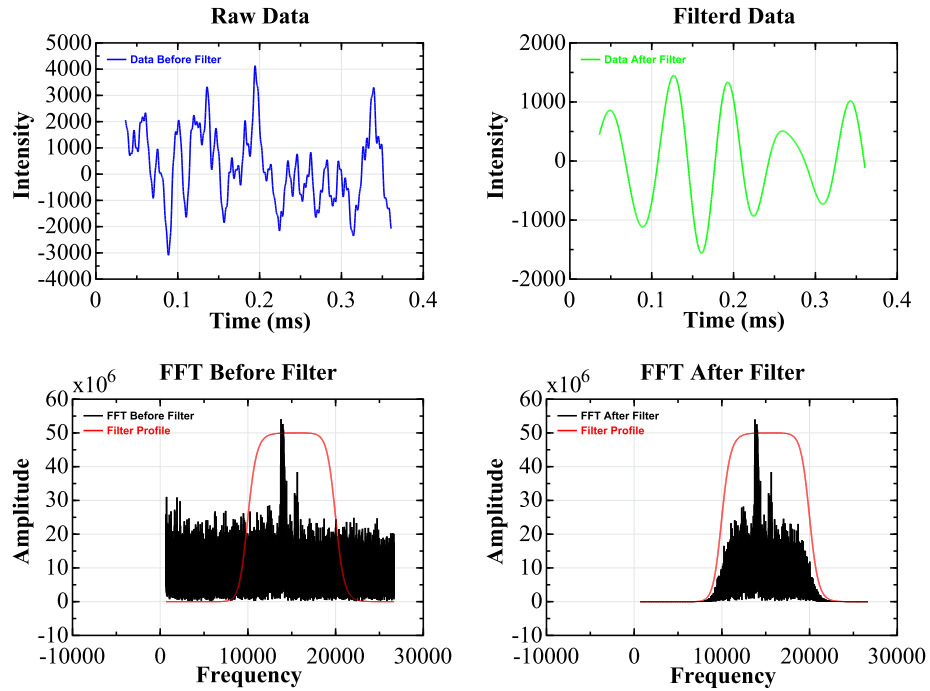 Raw Data
Intensity
5000
4000
3000
2000
1000
0
-1000
-2000
-3000
-4000
Data Before Filter
0 0.1 0.2 0.3 0.4
Time (ms)
Filterd Data
Intensity
2000
1000
0
-1000
-2000
Data After Filter
0 0.1 0.2 0.3 0.4
Time (ms)
FFT Before Filter
x10^6
Amplitude
60
50
40
30
20
10
0
-10
FFT Before Filter
Filter Profile
-10000 0 10000 20000 30000
Frequency
FFT After Filter
x10^6
Amplitude
60
50
40
30
20
10
0
-10
FFT After Filter
Filter Profile
-10000 0 10000 20000 30000
Frequency